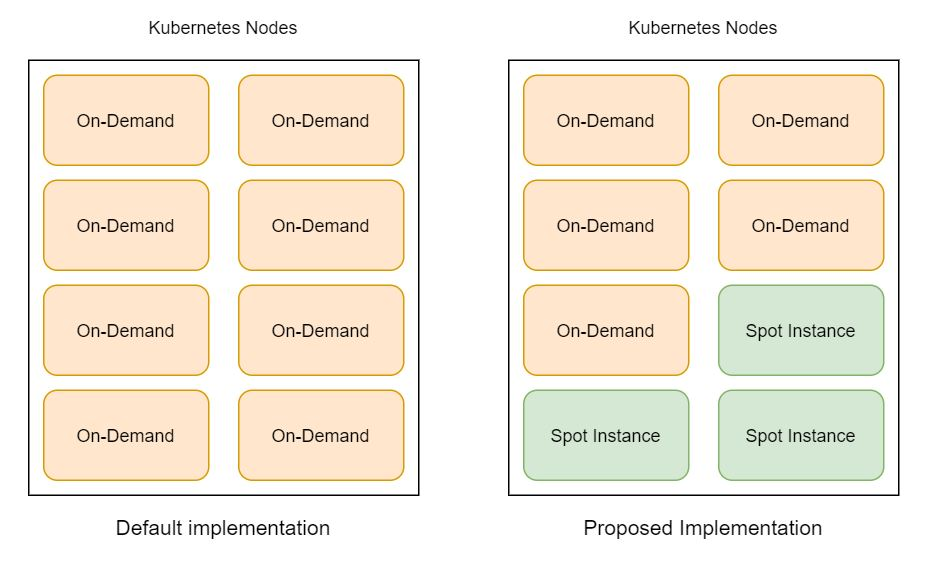 Kubernetes Nodes
On-Demand
On-Demand
On-Demand
On-Demand
On-Demand
On-Demand
On-Demand
On-Demand
Default implementation
Kubernetes Nodes
On-Demand
On-Demand
On-Demand
On-Demand
On-Demand
Spot Instance
Spot Instance
Spot Instance
Proposed Implementation